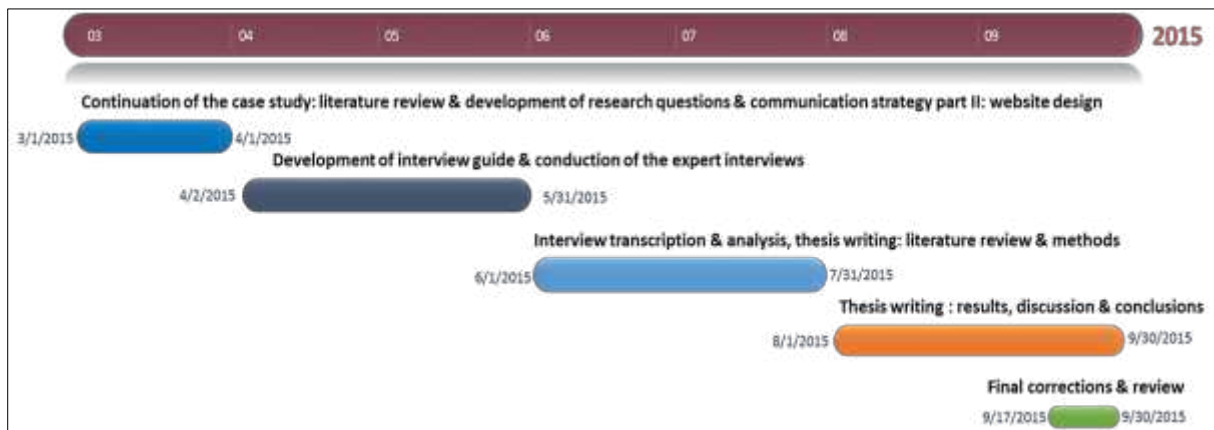 03 04 05 06 07 08 09 2015
Continuation of the case study: literature review & development of research questions & communication strategy part II: website design
3/1/2015 4/1/2015
Development of interview guide & conduction of the expert interviews
4/2/2015 5/31/2015
Interview transcription & analysis, thesis writing: literature review & methods
6/1/2015 7/31/2015
Thesis writing : results, discussion & conclusions
8/1/2015 9/30/2015
Final corrections & review
9/17/2015 9/30/2015